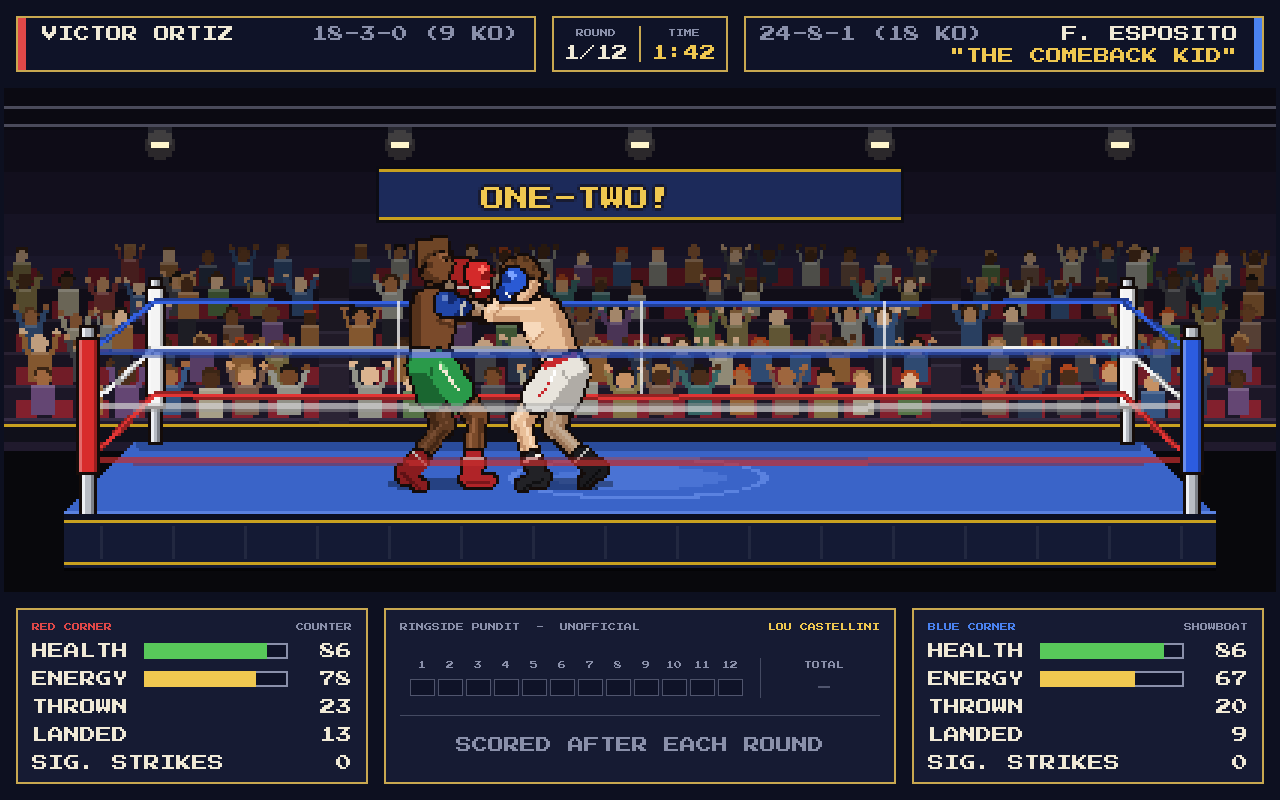 VICTOR ORTIZ 18-3-0 (9 KO)
ROUND TIME
1/12 1:42
24-8-1 (18 KO) F. ESPOSITO
"THE COMEBACK KID"
ONE-TWO!
RED CORNER COUNTER
HEALTH 86
ENERGY 78
THROWN 23
LANDED 13
SIG. STRIKES 0
RINGSIDE PUNDIT - UNOFFICIAL LOU CASTELLINI
1 2 3 4 5 6 7 8 9 10 11 12 TOTAL
—
SCORED AFTER EACH ROUND
BLUE CORNER SHOWBOAT
HEALTH 86
ENERGY 67
THROWN 20
LANDED 9
SIG. STRIKES 0